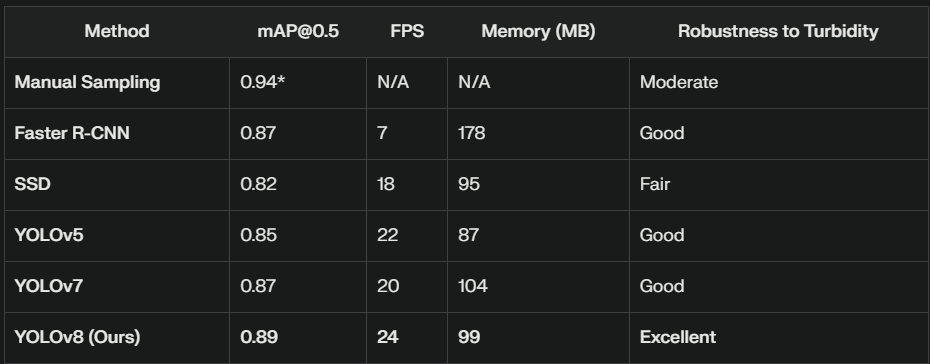 Method mAP@0.5 FPS Memory (MB) Robustness to Turbidity
Manual Sampling 0.94* N/A N/A Moderate
Faster R-CNN 0.87 7 178 Good
SSD 0.82 18 95 Fair
YOLOv5 0.85 22 87 Good
YOLOv7 0.87 20 104 Good
YOLOv8 (Ours) 0.89 24 99 Excellent